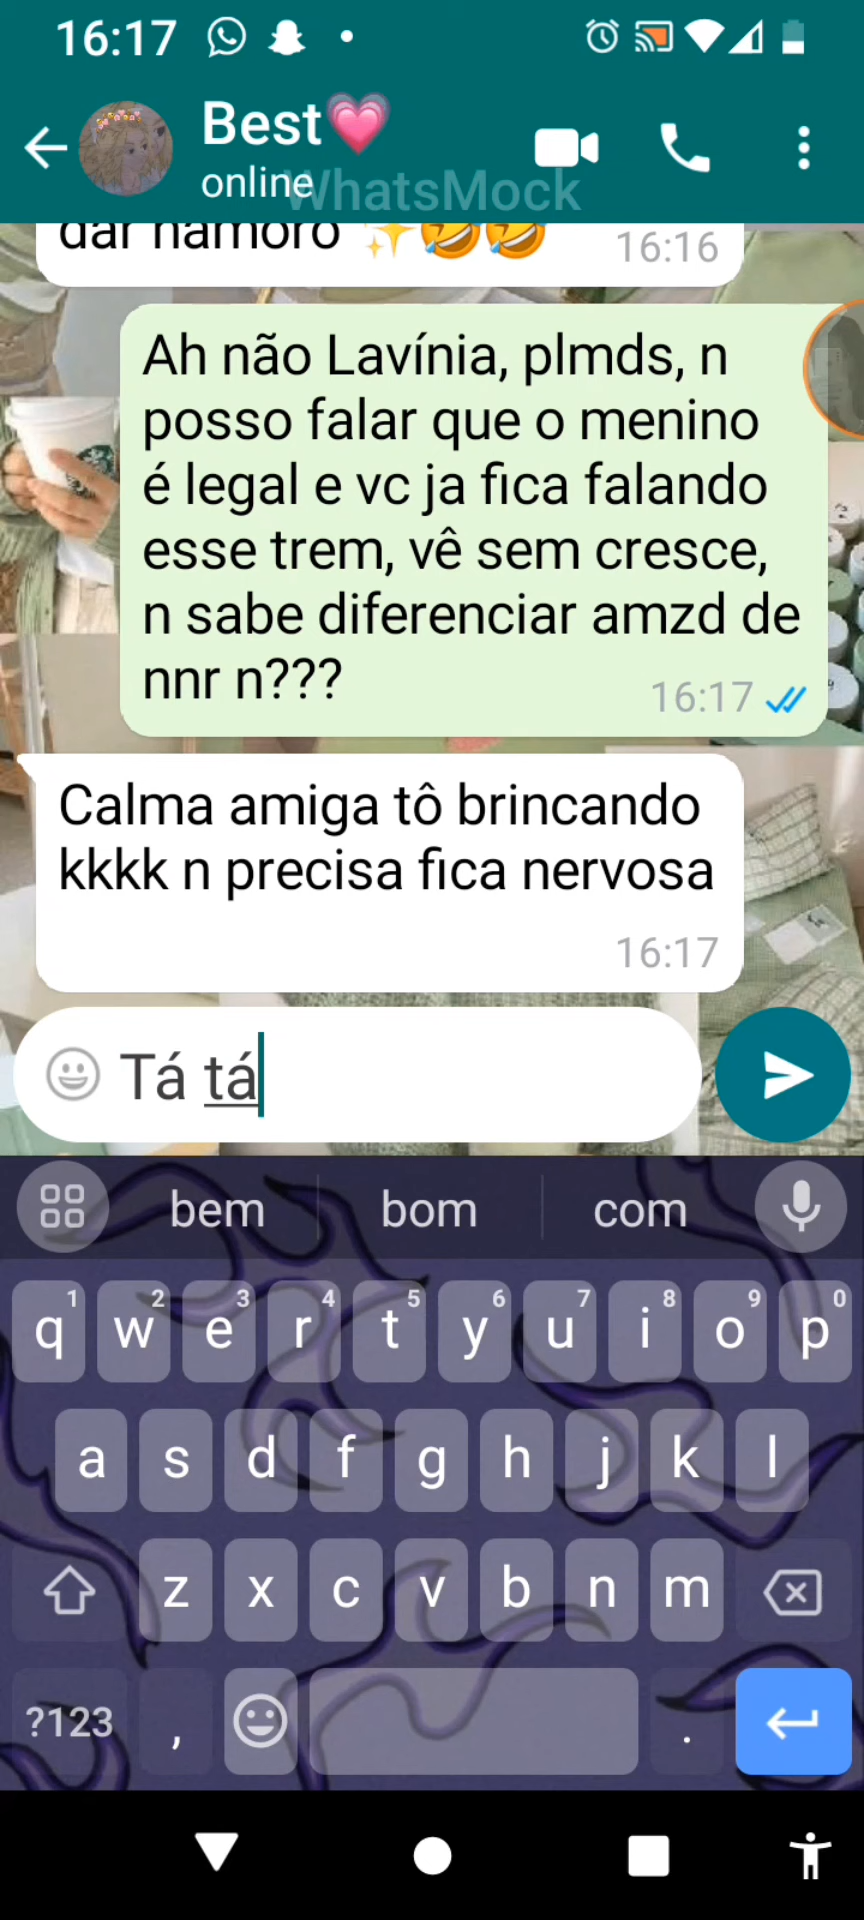 16:17
Best💗
online
WhatsMock
dar namoro ✨🤣🤣
16:16
Ah não Lavínia, plmds, n
posso falar que o menino
é legal e vc ja fica falando
esse trem, vê sem cresce,
n sabe diferenciar amzd de
nnr n???
16:17
Calma amiga tô brincando
kkkk n precisa fica nervosa
16:17
Tá tá
bem bom com
1 2 3 4 5 6 7 8 9 0
q w e r t y u i o p
a s d f g h j k l
z x c v b n m
?123 , .